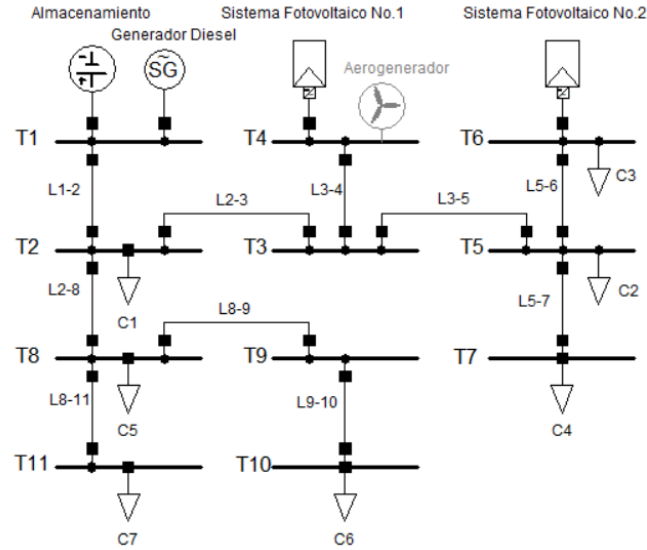 Almacenamiento
Sistema Fotovoltaico No.1
Sistema Fotovoltaico No.2
Generador Diesel
SG
Aerogenerador
T1
T4
T6
C3
L1-2
L3-4
L5-6
L2-3
L3-5
T2
T3
T5
L2-8
C1
L5-7
C2
L8-9
T8
T9
T7
L8-11
C5
L9-10
C4
T11
T10
C7
C6